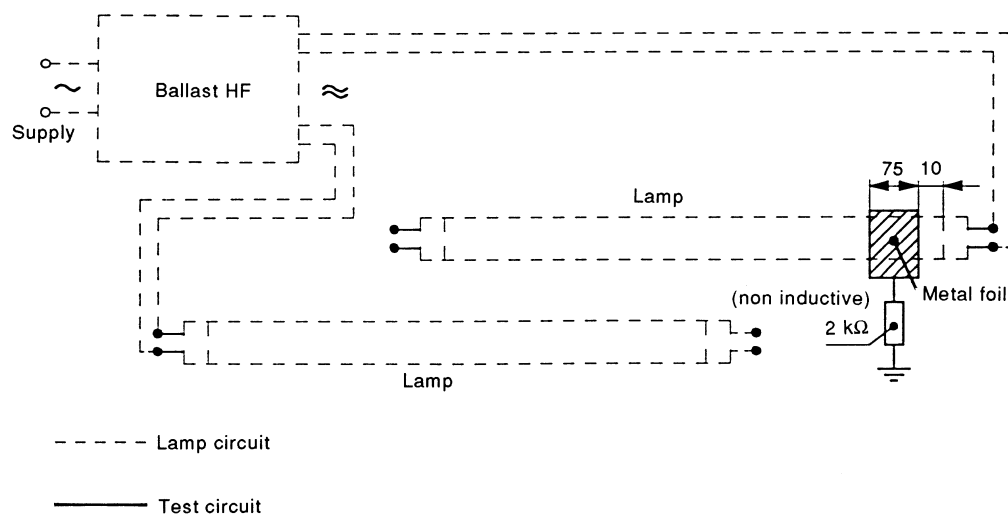 Ballast HF
Supply
75 10
Lamp
Metal foil
(non inductive)
2 kΩ
Lamp
Lamp circuit
Test circuit